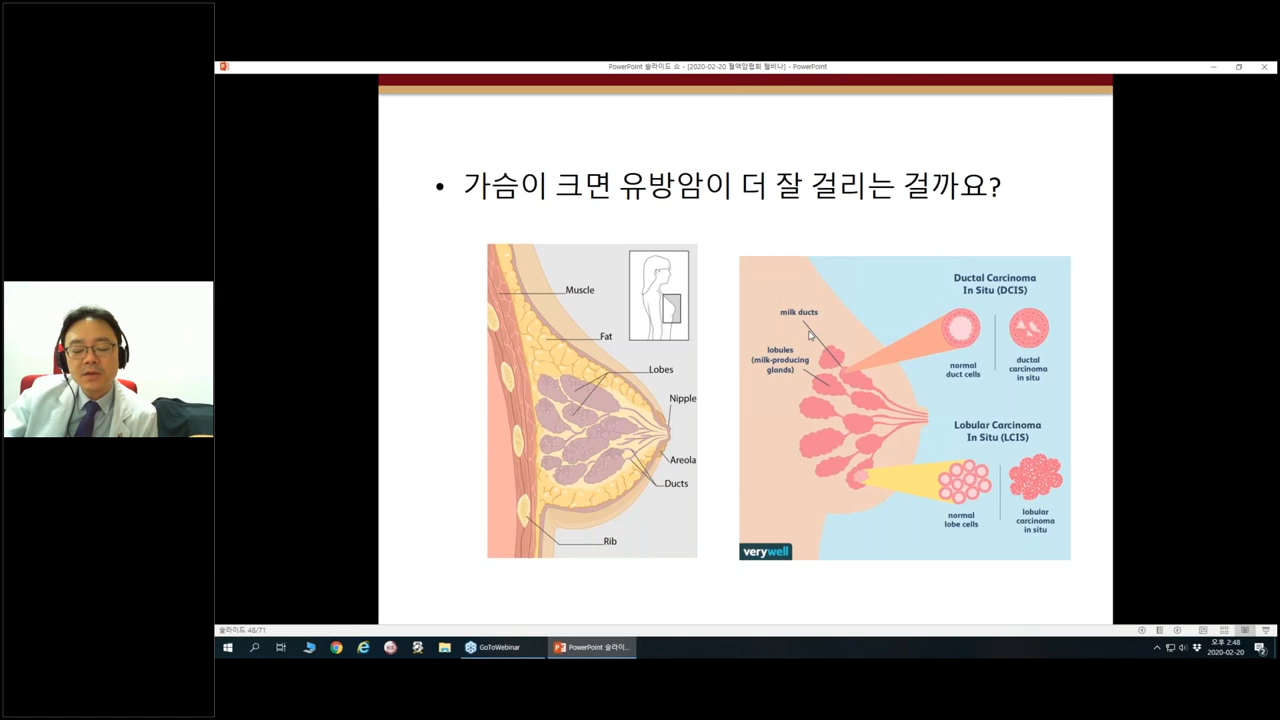 PowerPoint 슬라이드 쇼 - [2020-02-20 혈액암협회 웹비나] - PowerPoint
• 가슴이 크면 유방암이 더 잘 걸리는 걸까요?
Muscle
Fat
Lobes
Nipple
Areola
Ducts
Rib
Ductal Carcinoma
In Situ (DCIS)
milk ducts
lobules
(milk-producing
glands)
normal
duct cells
ductal
carcinoma
in situ
Lobular Carcinoma
In Situ (LCIS)
normal
lobe cells
lobular
carcinoma
in situ
verywell
슬라이드 48/71
GoToWebinar
PowerPoint 슬라이...
오후 2:48
2020-02-20